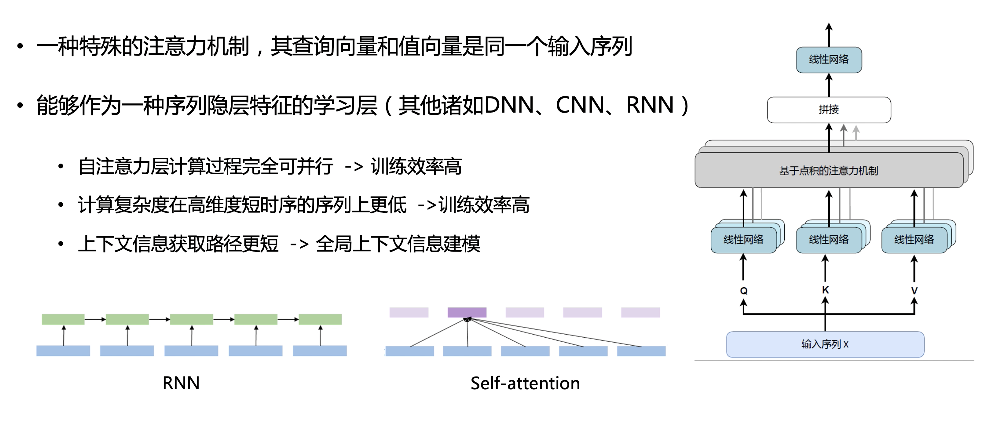 • 一种特殊的注意力机制，其查询向量和值向量是同一个输入序列
• 能够作为一种序列隐层特征的学习层（其他诸如DNN、CNN、RNN）
• 自注意力层计算过程完全可并行 -> 训练效率高
• 计算复杂度在高维度短时序的序列上更低 ->训练效率高
• 上下文信息获取路径更短 -> 全局上下文信息建模
RNN
Self-attention
线性网络
拼接
基于点积的注意力机制
线性网络 线性网络 线性网络
Q K V
输入序列 X